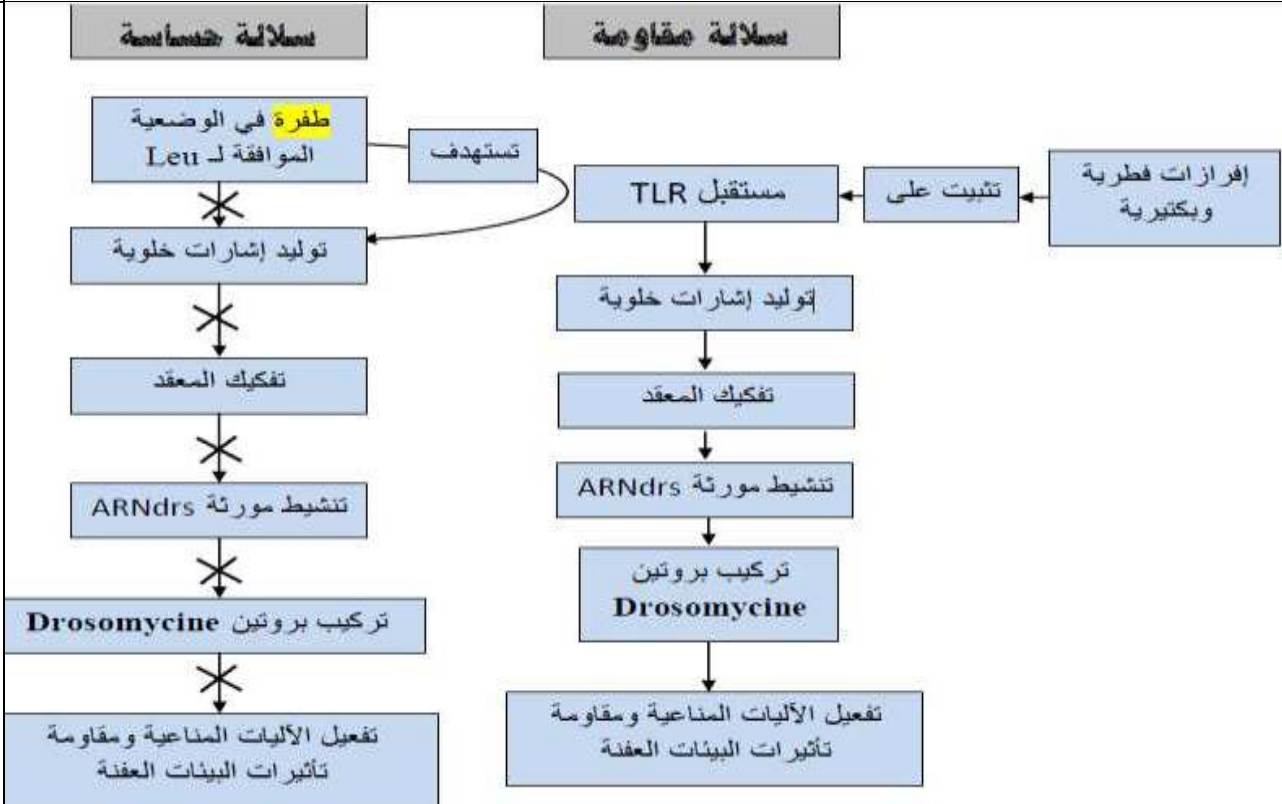 سلالة حساسة
سلالة مقاومة
طفرة في الوضعية
الموافقة لـ Leu
تستهدف
إفرازات فطرية
وبكتيرية
تثبيت على
مستقبل TLR
توليد إشارات خلوية
توليد إشارات خلوية
تفكيك المعقد
تفكيك المعقد
تنشيط مورثة ARNdrs
تنشيط مورثة ARNdrs
تركيب بروتين
Drosomycine
تركيب بروتين Drosomycine
تفعيل الآليات المناعية ومقاومة
تأثيرات البيئات العفنة
تفعيل الآليات المناعية ومقاومة
تأثيرات البيئات العفنة